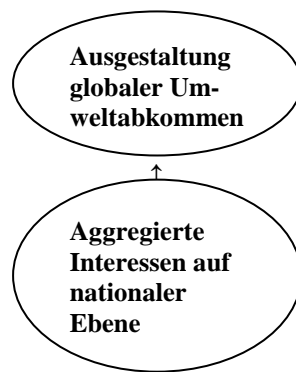 Ausgestaltung
globaler Um-
weltabkommen
↑
Aggregierte
Interessen auf
nationaler
Ebene